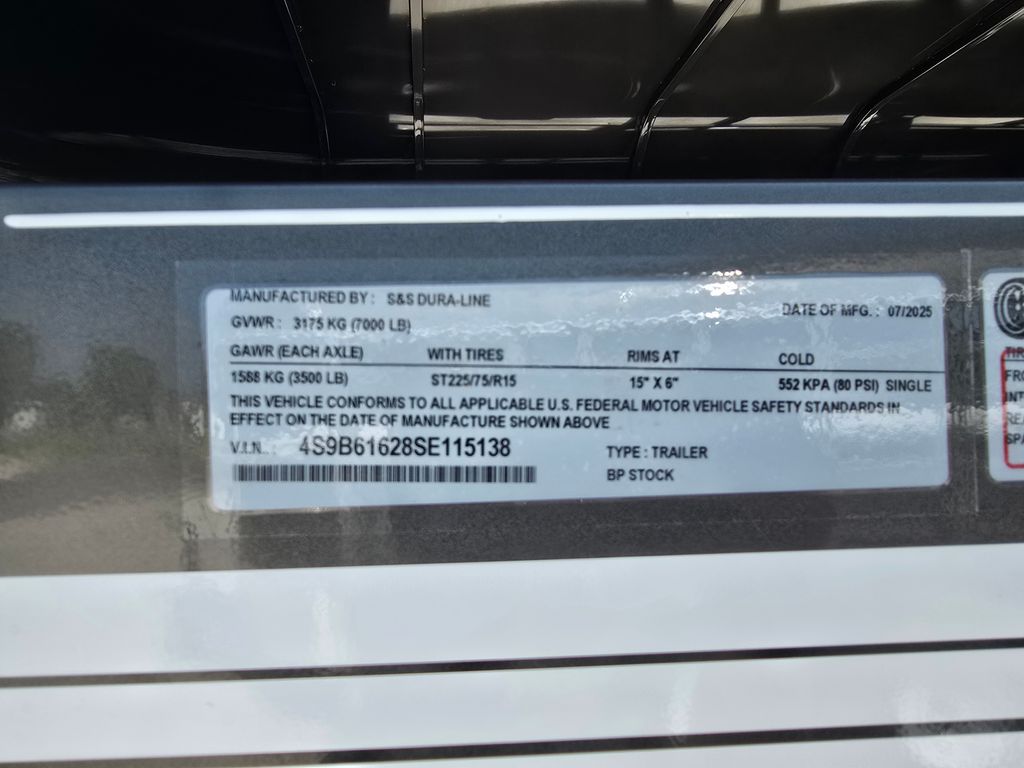 MANUFACTURED BY : S&S DURA-LINE
DATE OF MFG. : 07/2025
GVWR : 3175 KG (7000 LB)
GAWR (EACH AXLE) WITH TIRES RIMS AT COLD
1588 KG (3500 LB) ST225/75/R15 15" X 6" 552 KPA (80 PSI) SINGLE
THIS VEHICLE CONFORMS TO ALL APPLICABLE U.S. FEDERAL MOTOR VEHICLE SAFETY STANDARDS IN
EFFECT ON THE DATE OF MANUFACTURE SHOWN ABOVE
V.I.N. : 4S9B61628SE115138 TYPE : TRAILER
BP STOCK